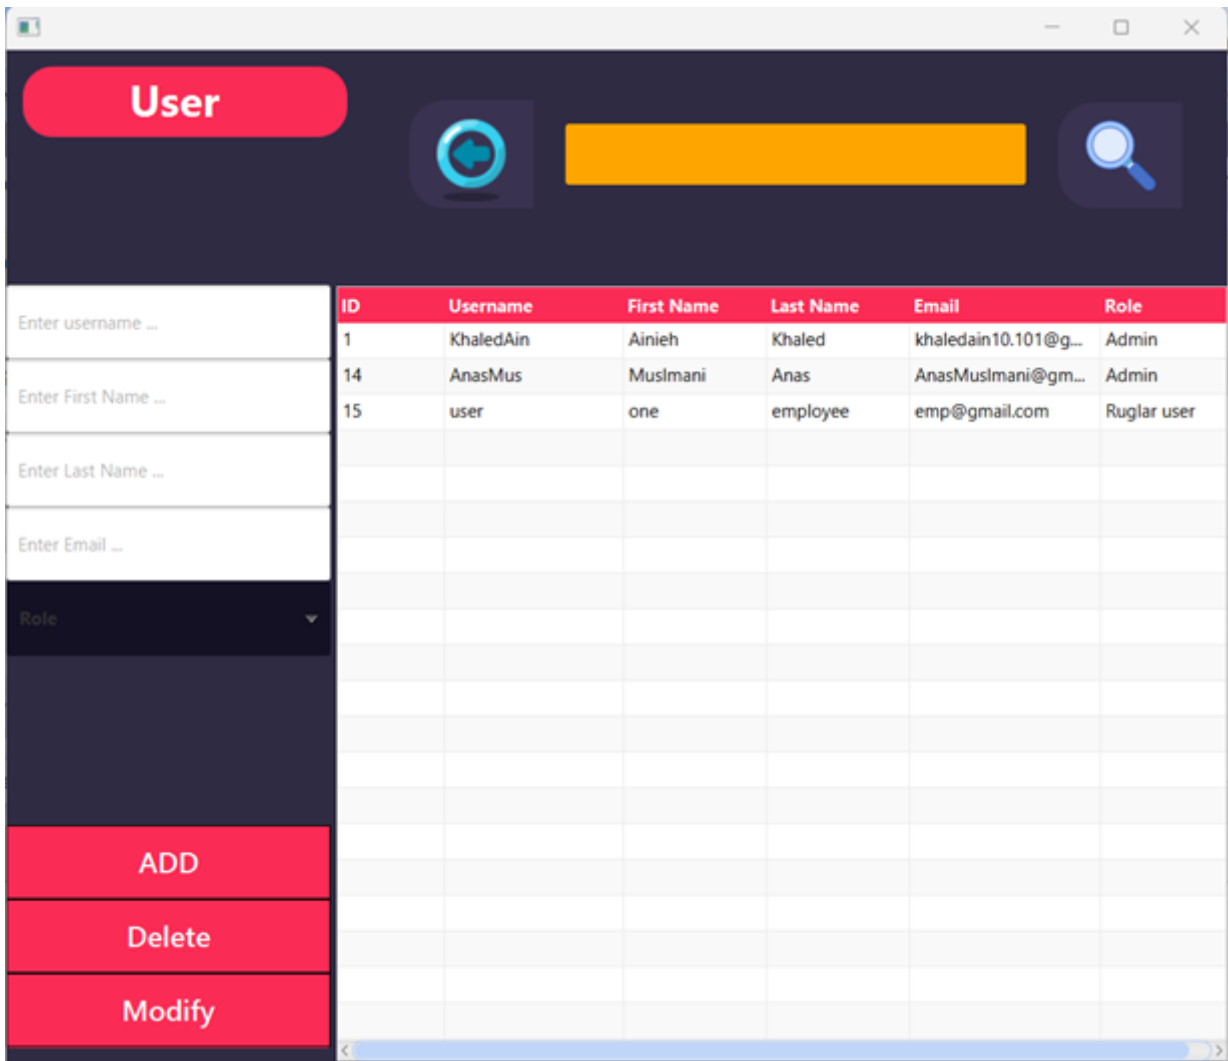 User
Enter username ...
Enter First Name ...
Enter Last Name ...
Enter Email ...
Role
ADD
Delete
Modify
ID Username First Name Last Name Email Role
1 KhaledAin Ainieh Khaled khaledain10.101@g... Admin
14 AnasMus Muslmani Anas AnasMuslmani@gm... Admin
15 user one employee emp@gmail.com Ruglar user